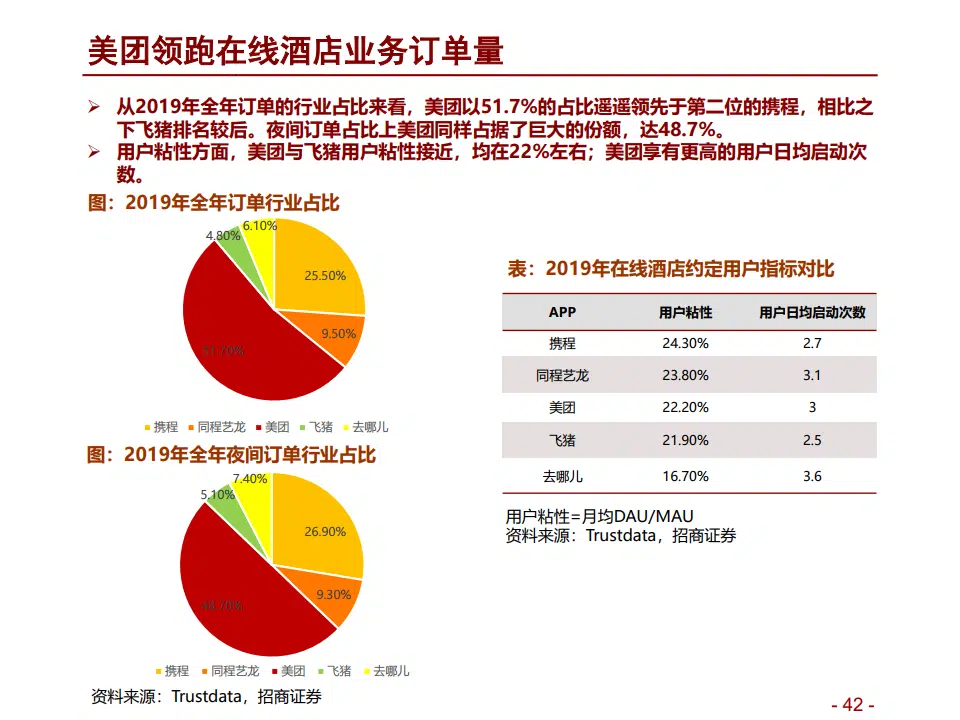 美团领跑在线酒店业务订单量
➢ 从2019年全年订单的行业占比来看，美团以51.7%的占比遥遥领先于第二位的携程，相比之
下飞猪排名较后。夜间订单占比上美团同样占据了巨大的份额，达48.7%。
➢ 用户粘性方面，美团与飞猪用户粘性接近，均在22%左右；美团享有更高的用户日均启动次
数。
图：2019年全年订单行业占比
4.80%
6.10%
25.50%
9.50%
51.70%
携程 同程艺龙 美团 飞猪 去哪儿
图：2019年全年夜间订单行业占比
7.40%
5.10%
26.90%
9.30%
48.70%
携程 同程艺龙 美团 飞猪 去哪儿
资料来源：Trustdata，招商证券
表：2019年在线酒店约定用户指标对比
APP 用户粘性 用户日均启动次数
携程 24.30% 2.7
同程艺龙 23.80% 3.1
美团 22.20% 3
飞猪 21.90% 2.5
去哪儿 16.70% 3.6
用户粘性=月均DAU/MAU
资料来源：Trustdata，招商证券
- 42 -